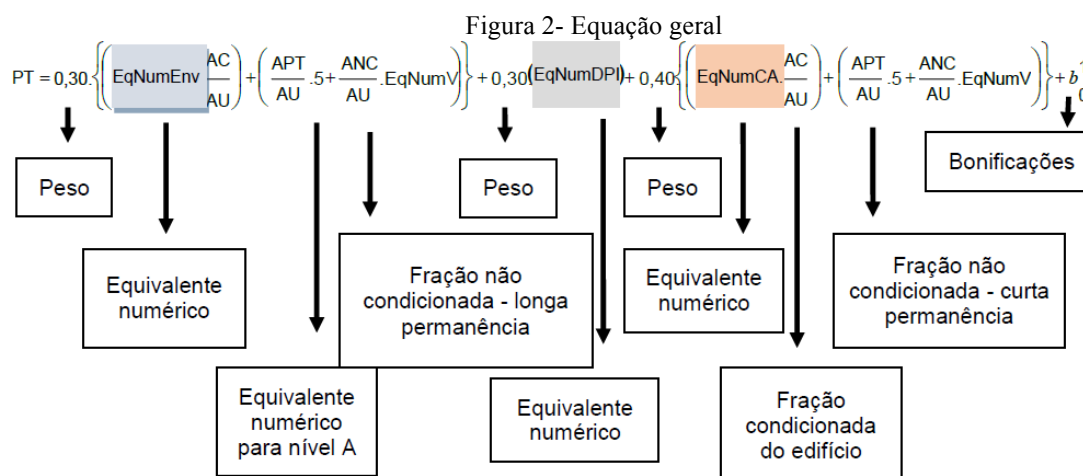 Figura 2- Equação geral
PT = 0,30.{(EqNumEnv AC/AU) + (APT/AU .5 + ANC/AU .EqNumV)} + 0,30(EqNumDPI) + 0,40{(EqNumCA. AC/AU) + (APT/AU .5 + ANC/AU .EqNumV)} + b 0
Peso
Peso
Peso
Bonificações
Equivalente
numérico
Fração não
condicionada - longa
permanência
Equivalente
numérico
Fração não
condicionada - curta
permanência
Equivalente
numérico
para nível A
Equivalente
numérico
Fração
condicionada
do edifício